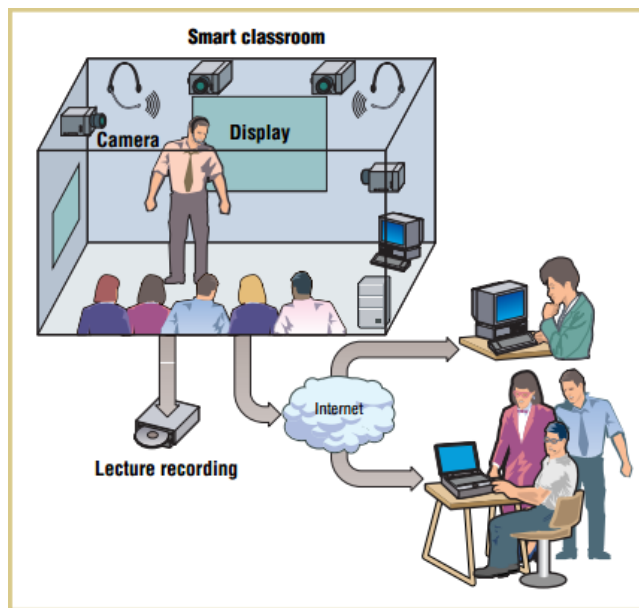 Smart classroom
Camera
Display
Internet
Lecture recording